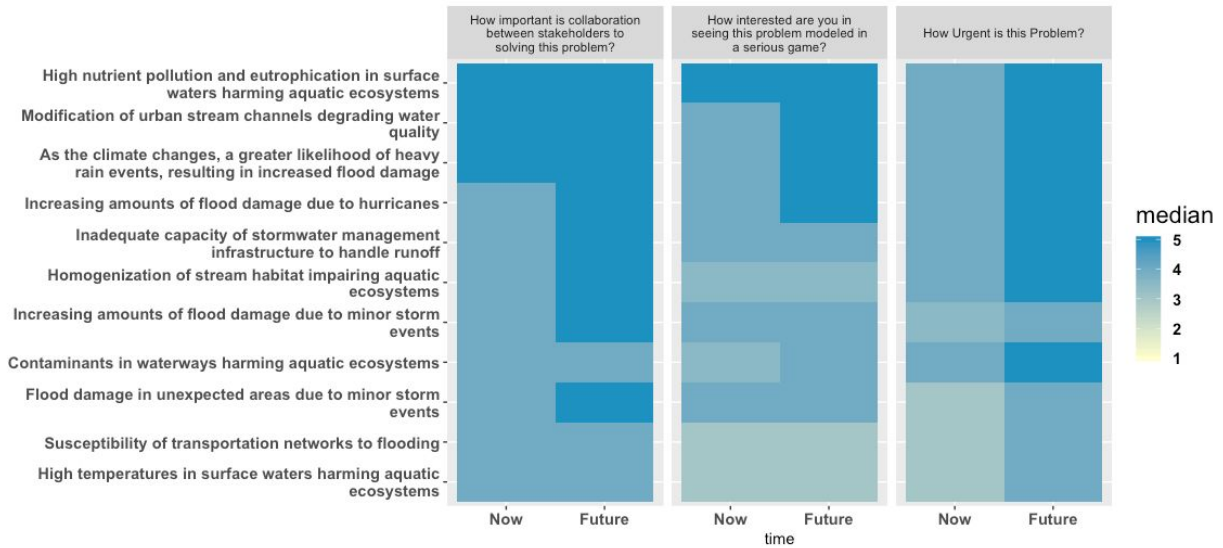 How important is collaboration
between stakeholders to
solving this problem?
How interested are you in
seeing this problem modeled in
a serious game?
How Urgent is this Problem?
High nutrient pollution and eutrophication in surface
waters harming aquatic ecosystems
Modification of urban stream channels degrading water
quality
As the climate changes, a greater likelihood of heavy
rain events, resulting in increased flood damage
Increasing amounts of flood damage due to hurricanes
Inadequate capacity of stormwater management
infrastructure to handle runoff
Homogenization of stream habitat impairing aquatic
ecosystems
Increasing amounts of flood damage due to minor storm
events
Contaminants in waterways harming aquatic ecosystems
Flood damage in unexpected areas due to minor storm
events
Susceptibility of transportation networks to flooding
High temperatures in surface waters harming aquatic
ecosystems
Now Future Now Future Now Future
time
median
5
4
3
2
1